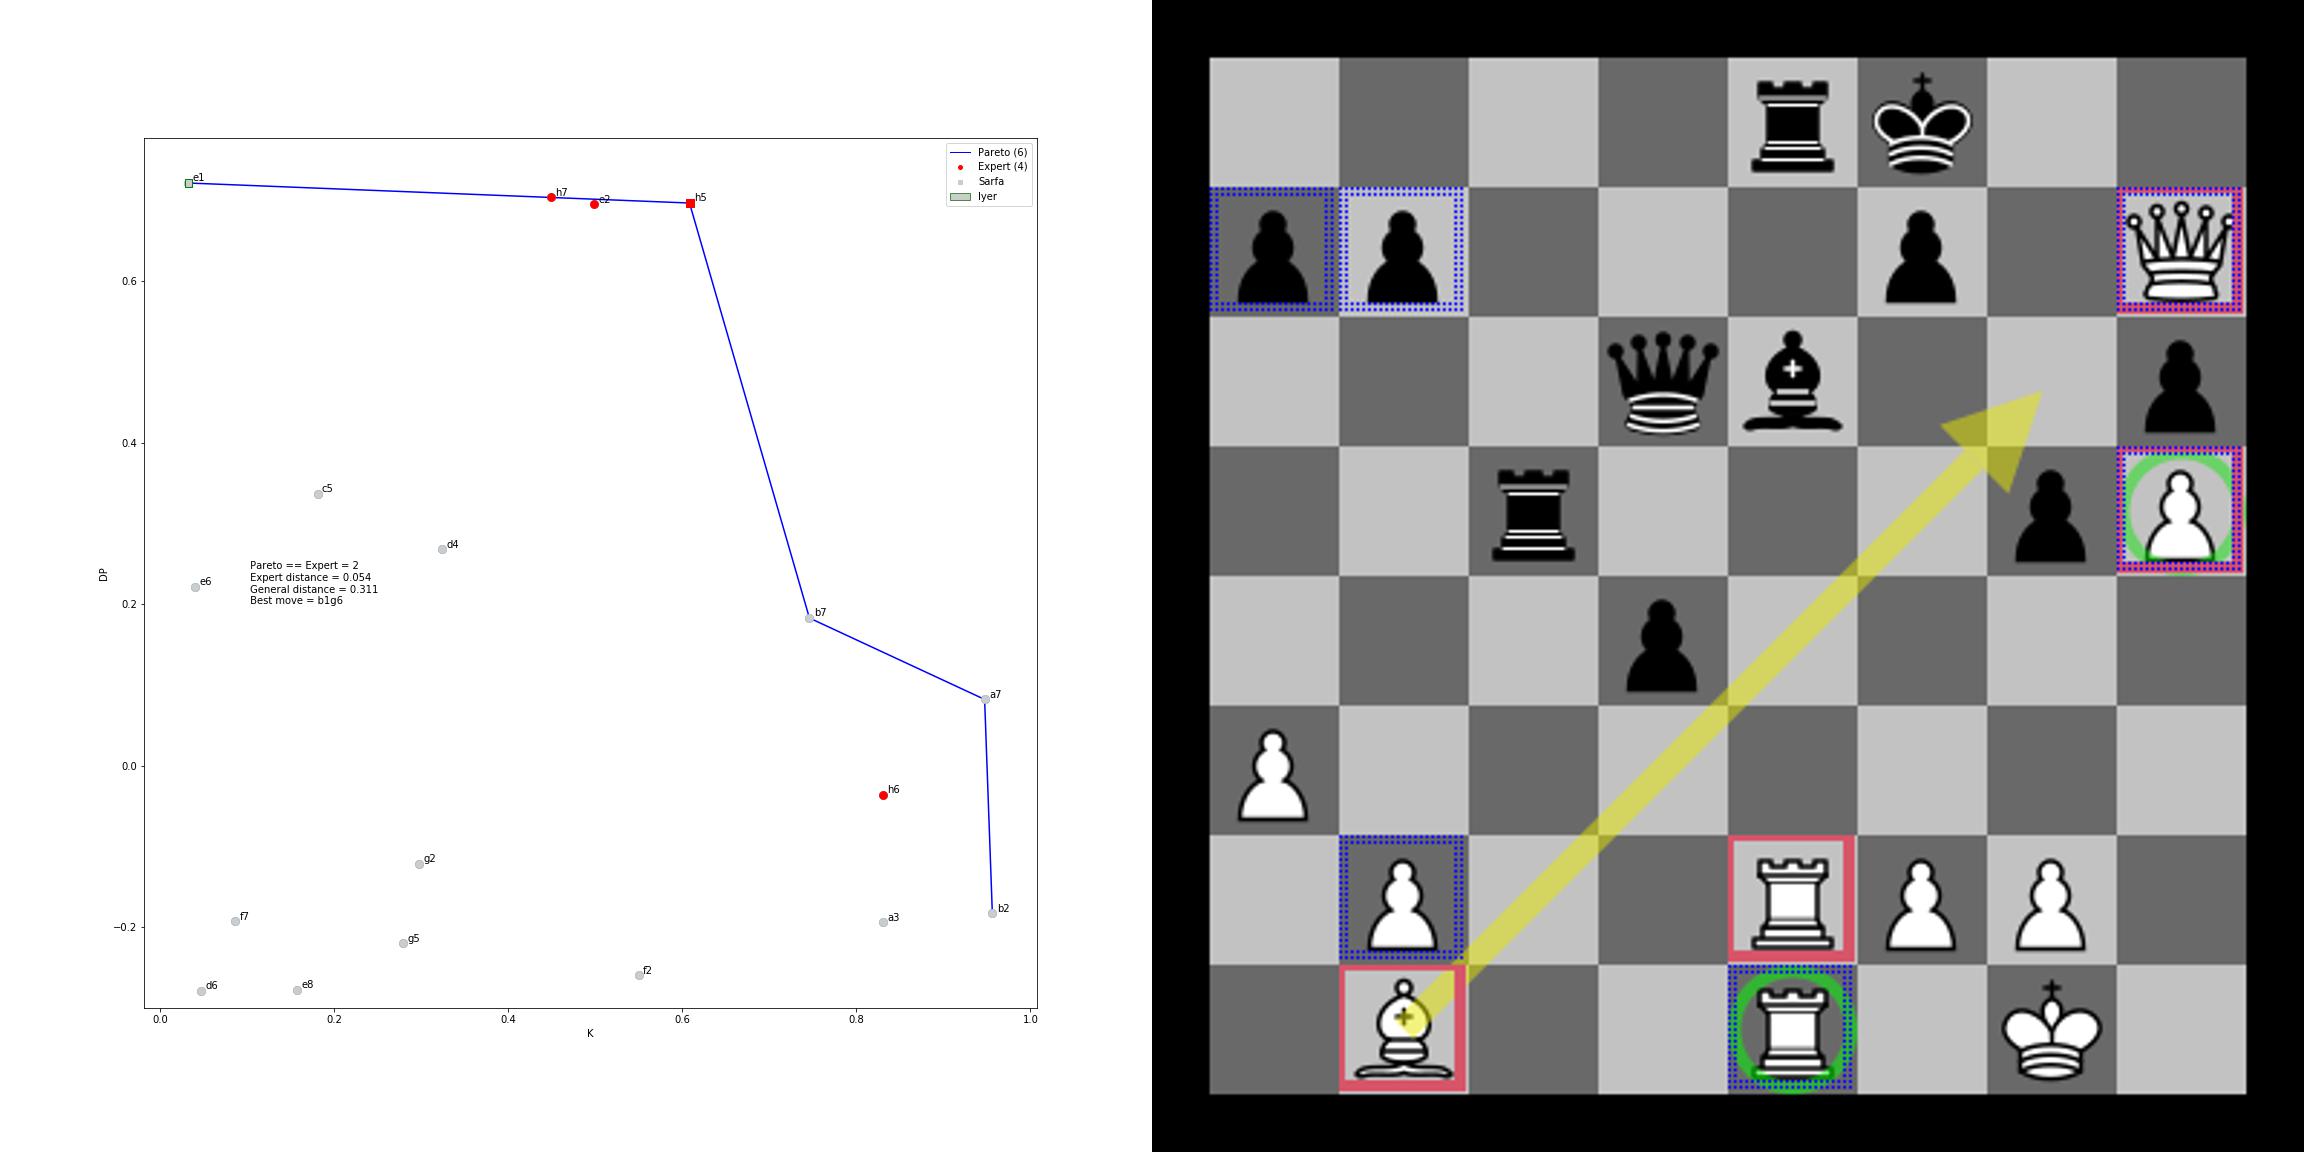 Pareto (6)
Expert (4)
Sarfa
Iyer
e1
h7
e2
h5
0.6
0.4
c5
d4
DP
Pareto == Expert = 2
Expert distance = 0.054
General distance = 0.311
Best move = b1g6
e6
0.2
b7
a7
0.0
h6
g2
b2
f7
a3
−0.2
g5
f2
d6
e8
0.0
0.2
0.4
0.6
0.8
1.0
K